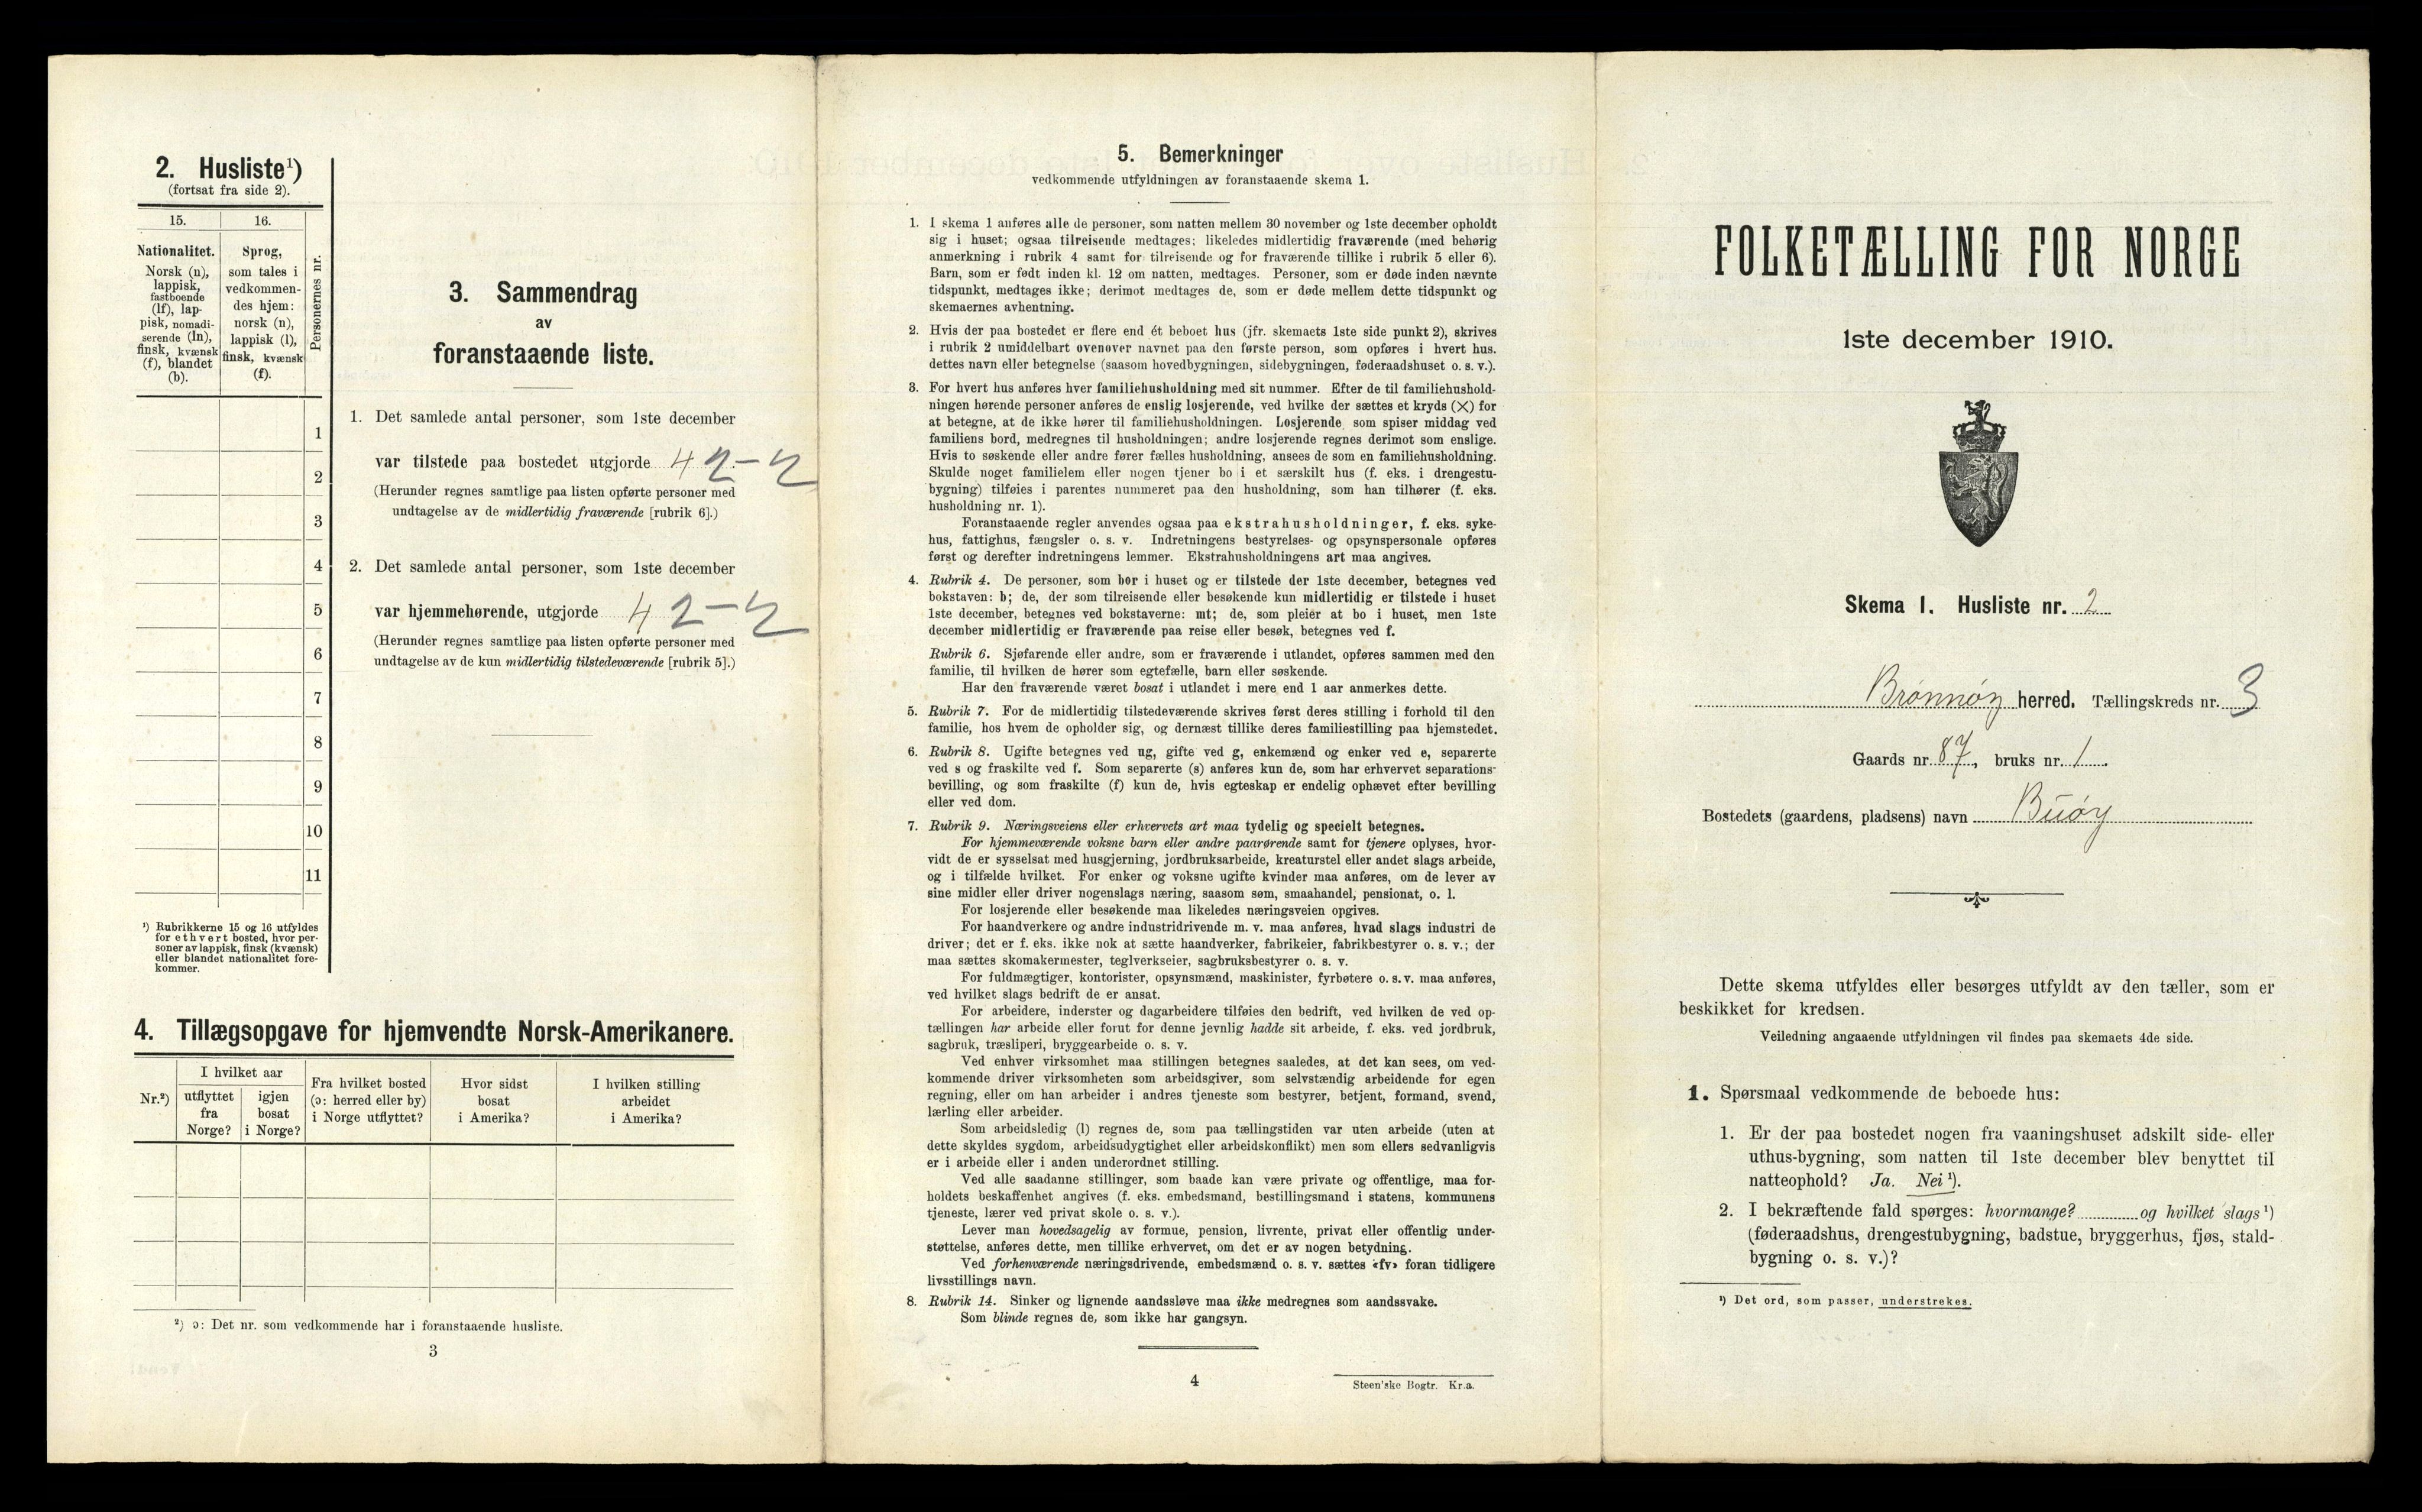 2. Husliste¹)
(fortsat fra side 2).
15.
16.
Nationalitet.
Norsk (n),
lappisk,
fastboende
(lf), lap-
pisk, nomadi-
serende (ln),
finsk, kvænsk
(f), blandet
(b).
Sprog,
som tales i
vedkommen-
des hjem:
norsk (n),
lappisk (l),
finsk, kvænsk
(f).
Personernes nr.
1
2
3
4
5
6
7
8
9
10
11
¹) Rubrikkerne 15 og 16 utfyldes
for ethvert bosted, hvor per-
soner av lappisk, finsk (kvænsk)
eller blandet nationalitet fore-
kommer.
3. Sammendrag
av
foranstaaende liste.
1. Det samlede antal personer, som 1ste december
var tilstede paa bostedet utgjorde 4 2-2
(Herunder regnes samtlige paa listen opførte personer med
undtagelse av de midlertidig fraværende [rubrik 6].)
2. Det samlede antal personer, som 1ste december
var hjemmehørende, utgjorde 4 2-2
(Herunder regnes samtlige paa listen opførte personer med
undtagelse av de kun midlertidig tilstedeværende [rubrik 5].)
4. Tillægsopgave for hjemvendte Norsk-Amerikanere.
Nr.²)
I hvilket aar
utflyttet
fra
Norge?
igjen
bosat
i Norge?
Fra hvilket bosted
(ɔ: herred eller by)
i Norge utflyttet?
Hvor sidst
bosat
i Amerika?
I hvilken stilling
arbeidet
i Amerika?
²) ɔ: Det nr. som vedkommende har i foranstaaende husliste.
3
5. Bemerkninger
vedkommende utfyldningen av foranstaaende skema 1.
1. I skema 1 anføres alle de personer, som natten mellem 30 november og 1ste december opholdt
sig i huset; ogsaa tilreisende medtages; likeledes midlertidig fraværende (med behørig
anmerkning i rubrik 4 samt for tilreisende og for fraværende tillike i rubrik 5 eller 6).
Barn, som er født inden kl. 12 om natten, medtages. Personer, som er døde inden nævnte
tidspunkt, medtages ikke; derimot medtages de, som er døde mellem dette tidspunkt og
skemaernes avhentning.
2. Hvis der paa bostedet er flere end ét beboet hus (jfr. skemaets 1ste side punkt 2), skrives
i rubrik 2 umiddelbart ovenover navnet paa den første person, som opføres i hvert hus.
dettes navn eller betegnelse (saasom hovedbygningen, sidebygningen, føderaadshuset o. s. v.).
3. For hvert hus anføres hver familiehusholdning med sit nummer. Efter de til familiehushold-
ningen hørende personer anføres de enslig losjerende, ved hvilke der sættes et kryds (×) for
at betegne, at de ikke hører til familiehusholdningen. Losjerende som spiser middag ved
familiens bord, medregnes til husholdningen; andre losjerende regnes derimot som enslige.
Hvis to søskende eller andre fører fælles husholdning, ansees de som en familiehusholdning.
Skulde noget familielem eller nogen tjener bo i et særskilt hus (f. eks. i drengestu-
bygning) tilføies i parentes nummeret paa den husholdning, som han tilhører (f. eks.
husholdning nr. 1).
Foranstaaende regler anvendes ogsaa paa ekstrahusholdninger, f. eks. syke-
hus, fattighus, fængsler o. s. v. Indretningens bestyrelses- og opsynspersonale opføres
først og derefter indretningens lemmer. Ekstrahusholdningens art maa angives.
4. Rubrik 4. De personer, som bor i huset og er tilstede der 1ste december, betegnes ved
bokstaven: b; de, der som tilreisende eller besøkende kun midlertidig er tilstede i huset
1ste december, betegnes ved bokstaverne: mt; de, som pleier at bo i huset, men 1ste
december midlertidig er fraværende paa reise eller besøk, betegnes ved f.
Rubrik 6. Sjøfarende eller andre, som er fraværende i utlandet, opføres sammen med den
familie, til hvilken de hører som egtefælle, barn eller søskende.
Har den fraværende været bosat i utlandet i mere end 1 aar anmerkes dette.
5. Rubrik 7. For de midlertidig tilstedeværende skrives først deres stilling i forhold til den
familie, hos hvem de opholder sig, og dernæst tillike deres familiestilling paa hjemstedet.
6. Rubrik 8. Ugifte betegnes ved ug, gifte ved g, enkemænd og enker ved e, separerte
ved s og fraskilte ved f. Som separerte (s) anføres kun de, som har erhvervet separations-
bevilling, og som fraskilte (f) kun de, hvis egteskap er endelig ophævet efter bevilling
eller ved dom.
7. Rubrik 9. Næringsveiens eller erhvervets art maa tydelig og specielt betegnes.
For hjemmeværende voksne barn eller andre paarørende samt for tjenere oplyses, hvor-
vidt de er sysselsat med husgjerning, jordbruksarbeide, kreaturstel eller andet slags arbeide,
og i tilfælde hvilket. For enker og voksne ugifte kvinder maa anføres, om de lever av
sine midler eller driver nogenslags næring, saasom søm, smaahandel, pensionat, o. l.
For losjerende eller besøkende maa likeledes næringsveien opgives.
For haandverkere og andre industridrivende m. v. maa anføres, hvad slags industri de
driver; det er f. eks. ikke nok at sætte haandverker, fabrikeier, fabrikbestyrer o. s. v.; der
maa sættes skomakermester, teglverkseier, sagbruksbestyrer o. s. v.
For fuldmægtiger, kontorister, opsynsmænd, maskinister, fyrbøtere o. s. v. maa anføres,
ved hvilket slags bedrift de er ansat.
For arbeidere, inderster og dagarbeidere tilføies den bedrift, ved hvilken de ved op-
tællingen har arbeide eller forut for denne jevnlig hadde sit arbeide, f. eks. ved jordbruk,
sagbruk, træsliperi, bryggearbeide o. s. v.
Ved enhver virksomhet maa stillingen betegnes saaledes, at det kan sees, om ved-
kommende driver virksomheten som arbeidsgiver, som selvstændig arbeidende for egen
regning, eller om han arbeider i andres tjeneste som bestyrer, betjent, formand, svend,
lærling eller arbeider.
Som arbeidsledig (l) regnes de, som paa tællingstiden var uten arbeide (uten at
dette skyldes sygdom, arbeidsudygtighet eller arbeidskonflikt) men som ellers sedvanligvis
er i arbeide eller i anden underordnet stilling.
Ved alle saadanne stillinger, som baade kan være private og offentlige, maa for-
holdets beskaffenhet angives (f. eks. embedsmand, bestillingsmand i statens, kommunens
tjeneste, lærer ved privat skole o. s. v.).
Lever man hovedsagelig av formue, pension, livrente, privat eller offentlig under-
støttelse, anføres dette, men tillike erhvervet, om det er av nogen betydning.
Ved forhenværende næringsdrivende, embedsmænd o. s. v. sættes «fv» foran tidligere
livsstillings navn.
8. Rubrik 14. Sinker og lignende aandssløve maa ikke medregnes som aandssvake.
Som blinde regnes de, som ikke har gangsyn.
4
Steen'ske Bogtr. Kr.a.
FOLKETÆLLING FOR NORGE
1ste december 1910.
Skema 1. Husliste nr. 2
Brønnøy herred. Tællingskreds nr. 3
Gaards nr. 87, bruks nr. 1.
Bostedets (gaardens, pladsens) navn Buøy
Dette skema utfyldes eller besørges utfyldt av den tæller, som er
beskikket for kredsen.
Veiledning angaaende utfyldningen vil findes paa skemaets 4de side.
1. Spørsmaal vedkommende de beboede hus:
1. Er der paa bostedet nogen fra vaaningshuset adskilt side- eller
uthus-bygning, som natten til 1ste december blev benyttet til
natteophold? Ja. Nei ¹).
2. I bekræftende fald spørges: hvormange? og hvilket slags ¹)
(føderaadshus, drengestubygning, badstue, bryggerhus, fjøs, stald-
bygning o. s. v.)?
¹) Det ord, som passer, understrekes.